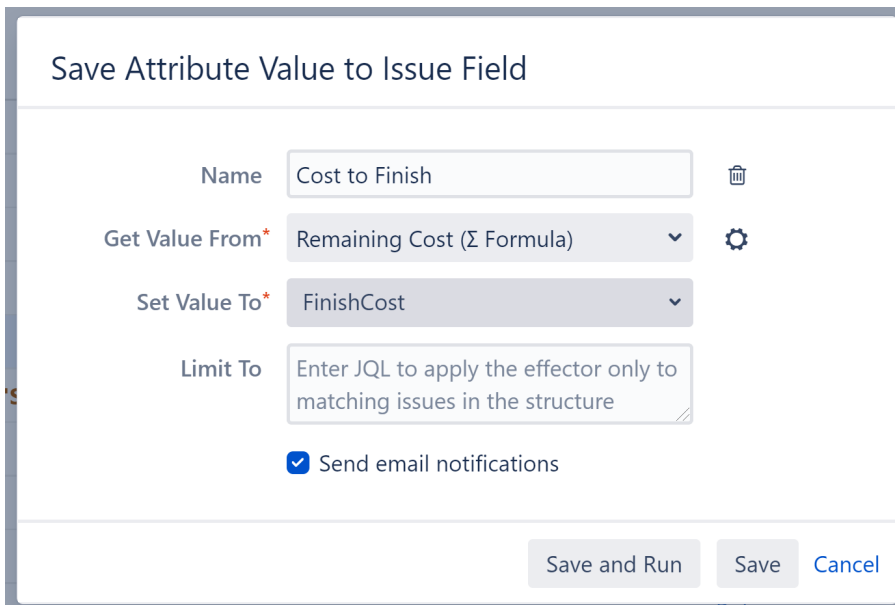 Save Attribute Value to Issue Field
Name
Cost to Finish
Get Value From*
Remaining Cost (Σ Formula)
Set Value To*
FinishCost
Limit To
Enter JQL to apply the effector only to
matching issues in the structure
Send email notifications
Save and Run
Save
Cancel